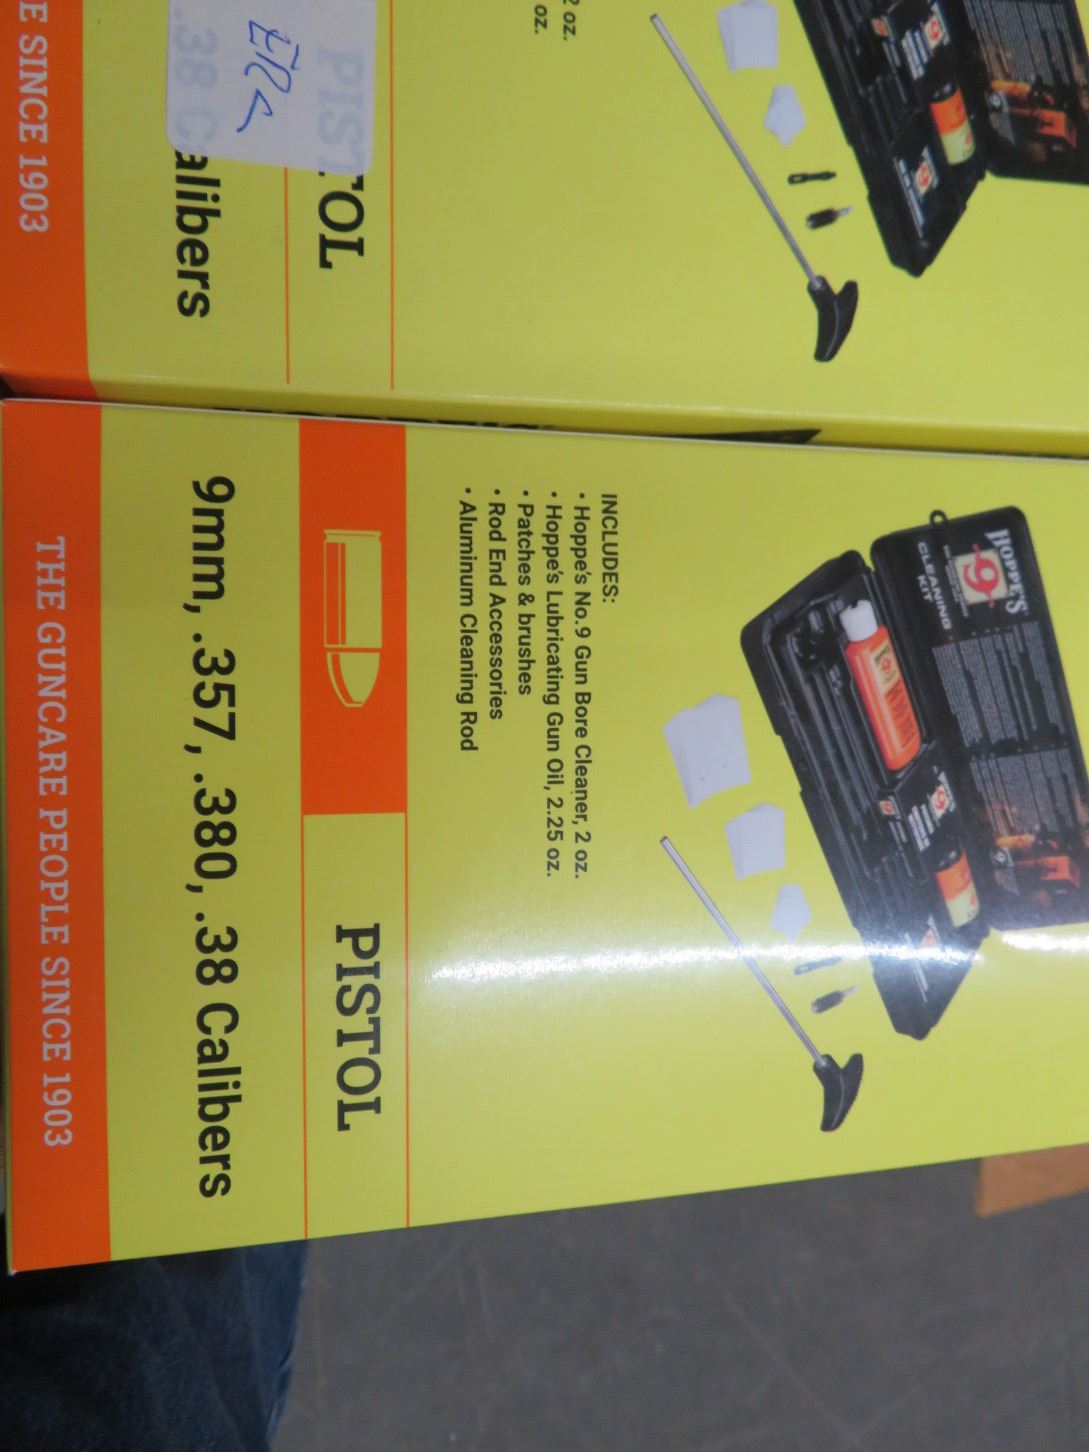 HOPPE'S
9
CLEANING
KIT
INCLUDES:
• Hoppe's No.9 Gun Bore Cleaner, 2 oz.
• Hoppe's Lubricating Gun Oil, 2.25 oz.
• Patches & brushes
• Rod End Accessories
• Aluminum Cleaning Rod
PISTOL
9mm, .357, .380, .38 Calibers
THE GUNCARE PEOPLE SINCE 1903
2 oz.
oz.
PISTOL
.38 Calibers
E SINCE 1903